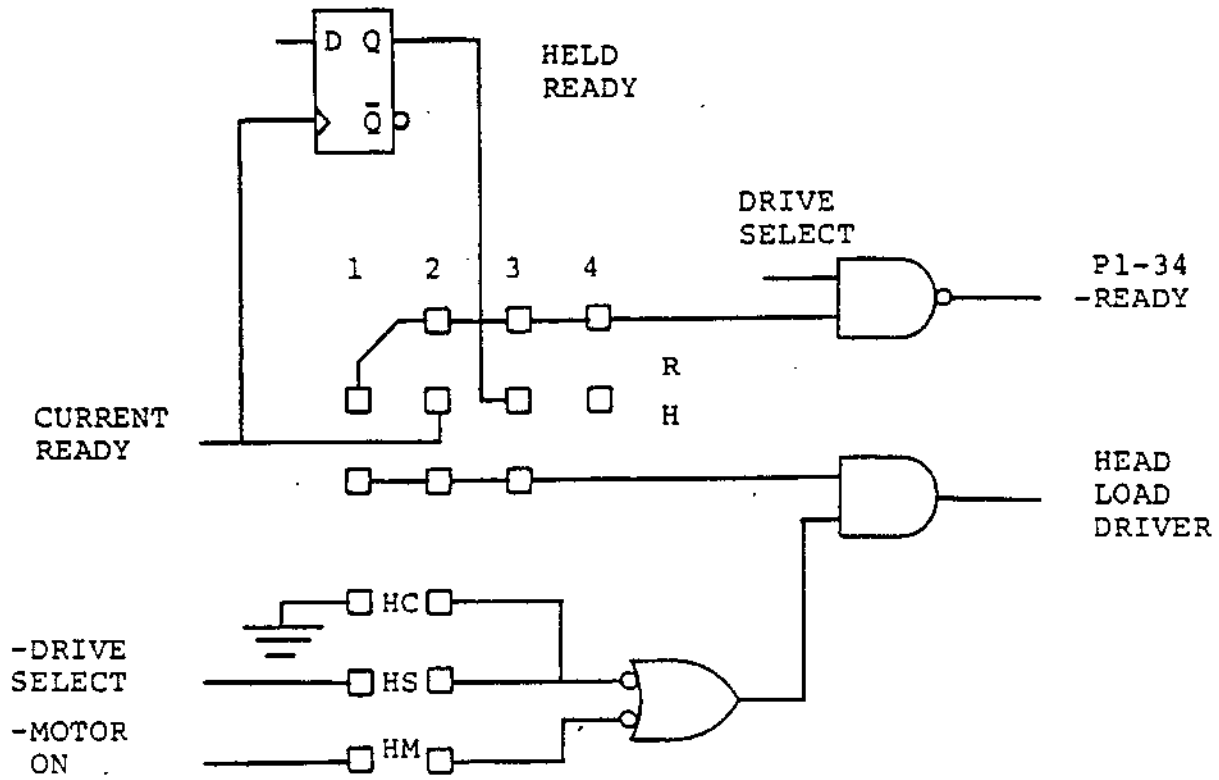 D Q
Q̅
HELD
READY
DRIVE
SELECT
1 2 3 4
P1-34
-READY
R
H
CURRENT
READY
HEAD
LOAD
DRIVER
HC
-DRIVE
SELECT
HS
-MOTOR
ON
HM